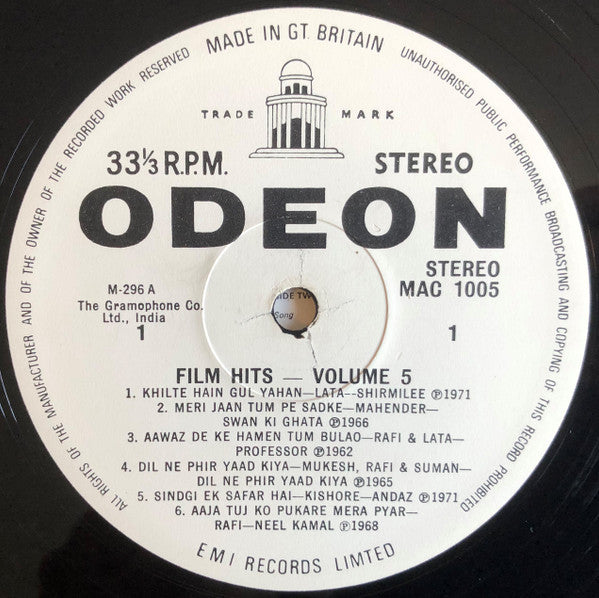 MADE IN GT. BRITAIN
ALL RIGHTS OF THE MANUFACTURER AND OF THE OWNER OF THE RECORDED WORK RESERVED
UNAUTHORISED PUBLIC PERFORMANCE BROADCASTING AND COPYING OF THIS RECORD PROHIBITED
TRADE MARK
33⅓ R.P.M. STEREO
ODEON
M-296 A
The Gramophone Co.
Ltd., India
1
STEREO
MAC 1005
1
SIDE TW
Song
FILM HITS — VOLUME 5
1. KHILTE HAIN GUL YAHAN—LATA--SHIRMILEE ℗1971
2. MERI JAAN TUM PE SADKE—MAHENDER—
SWAN KI GHATA ℗1966
3. AAWAZ DE KE HAMEN TUM BULAO—RAFI & LATA—
PROFESSOR ℗1962
4. DIL NE PHIR YAAD KIYA—MUKESH, RAFI & SUMAN—
DIL NE PHIR YAAD KIYA ℗1965
5. SINDGI EK SAFAR HAI—KISHORE—ANDAZ ℗1971
6. AAJA TUJ KO PUKARE MERA PYAR—
RAFI—NEEL KAMAL ℗1968
EMI RECORDS LIMTED